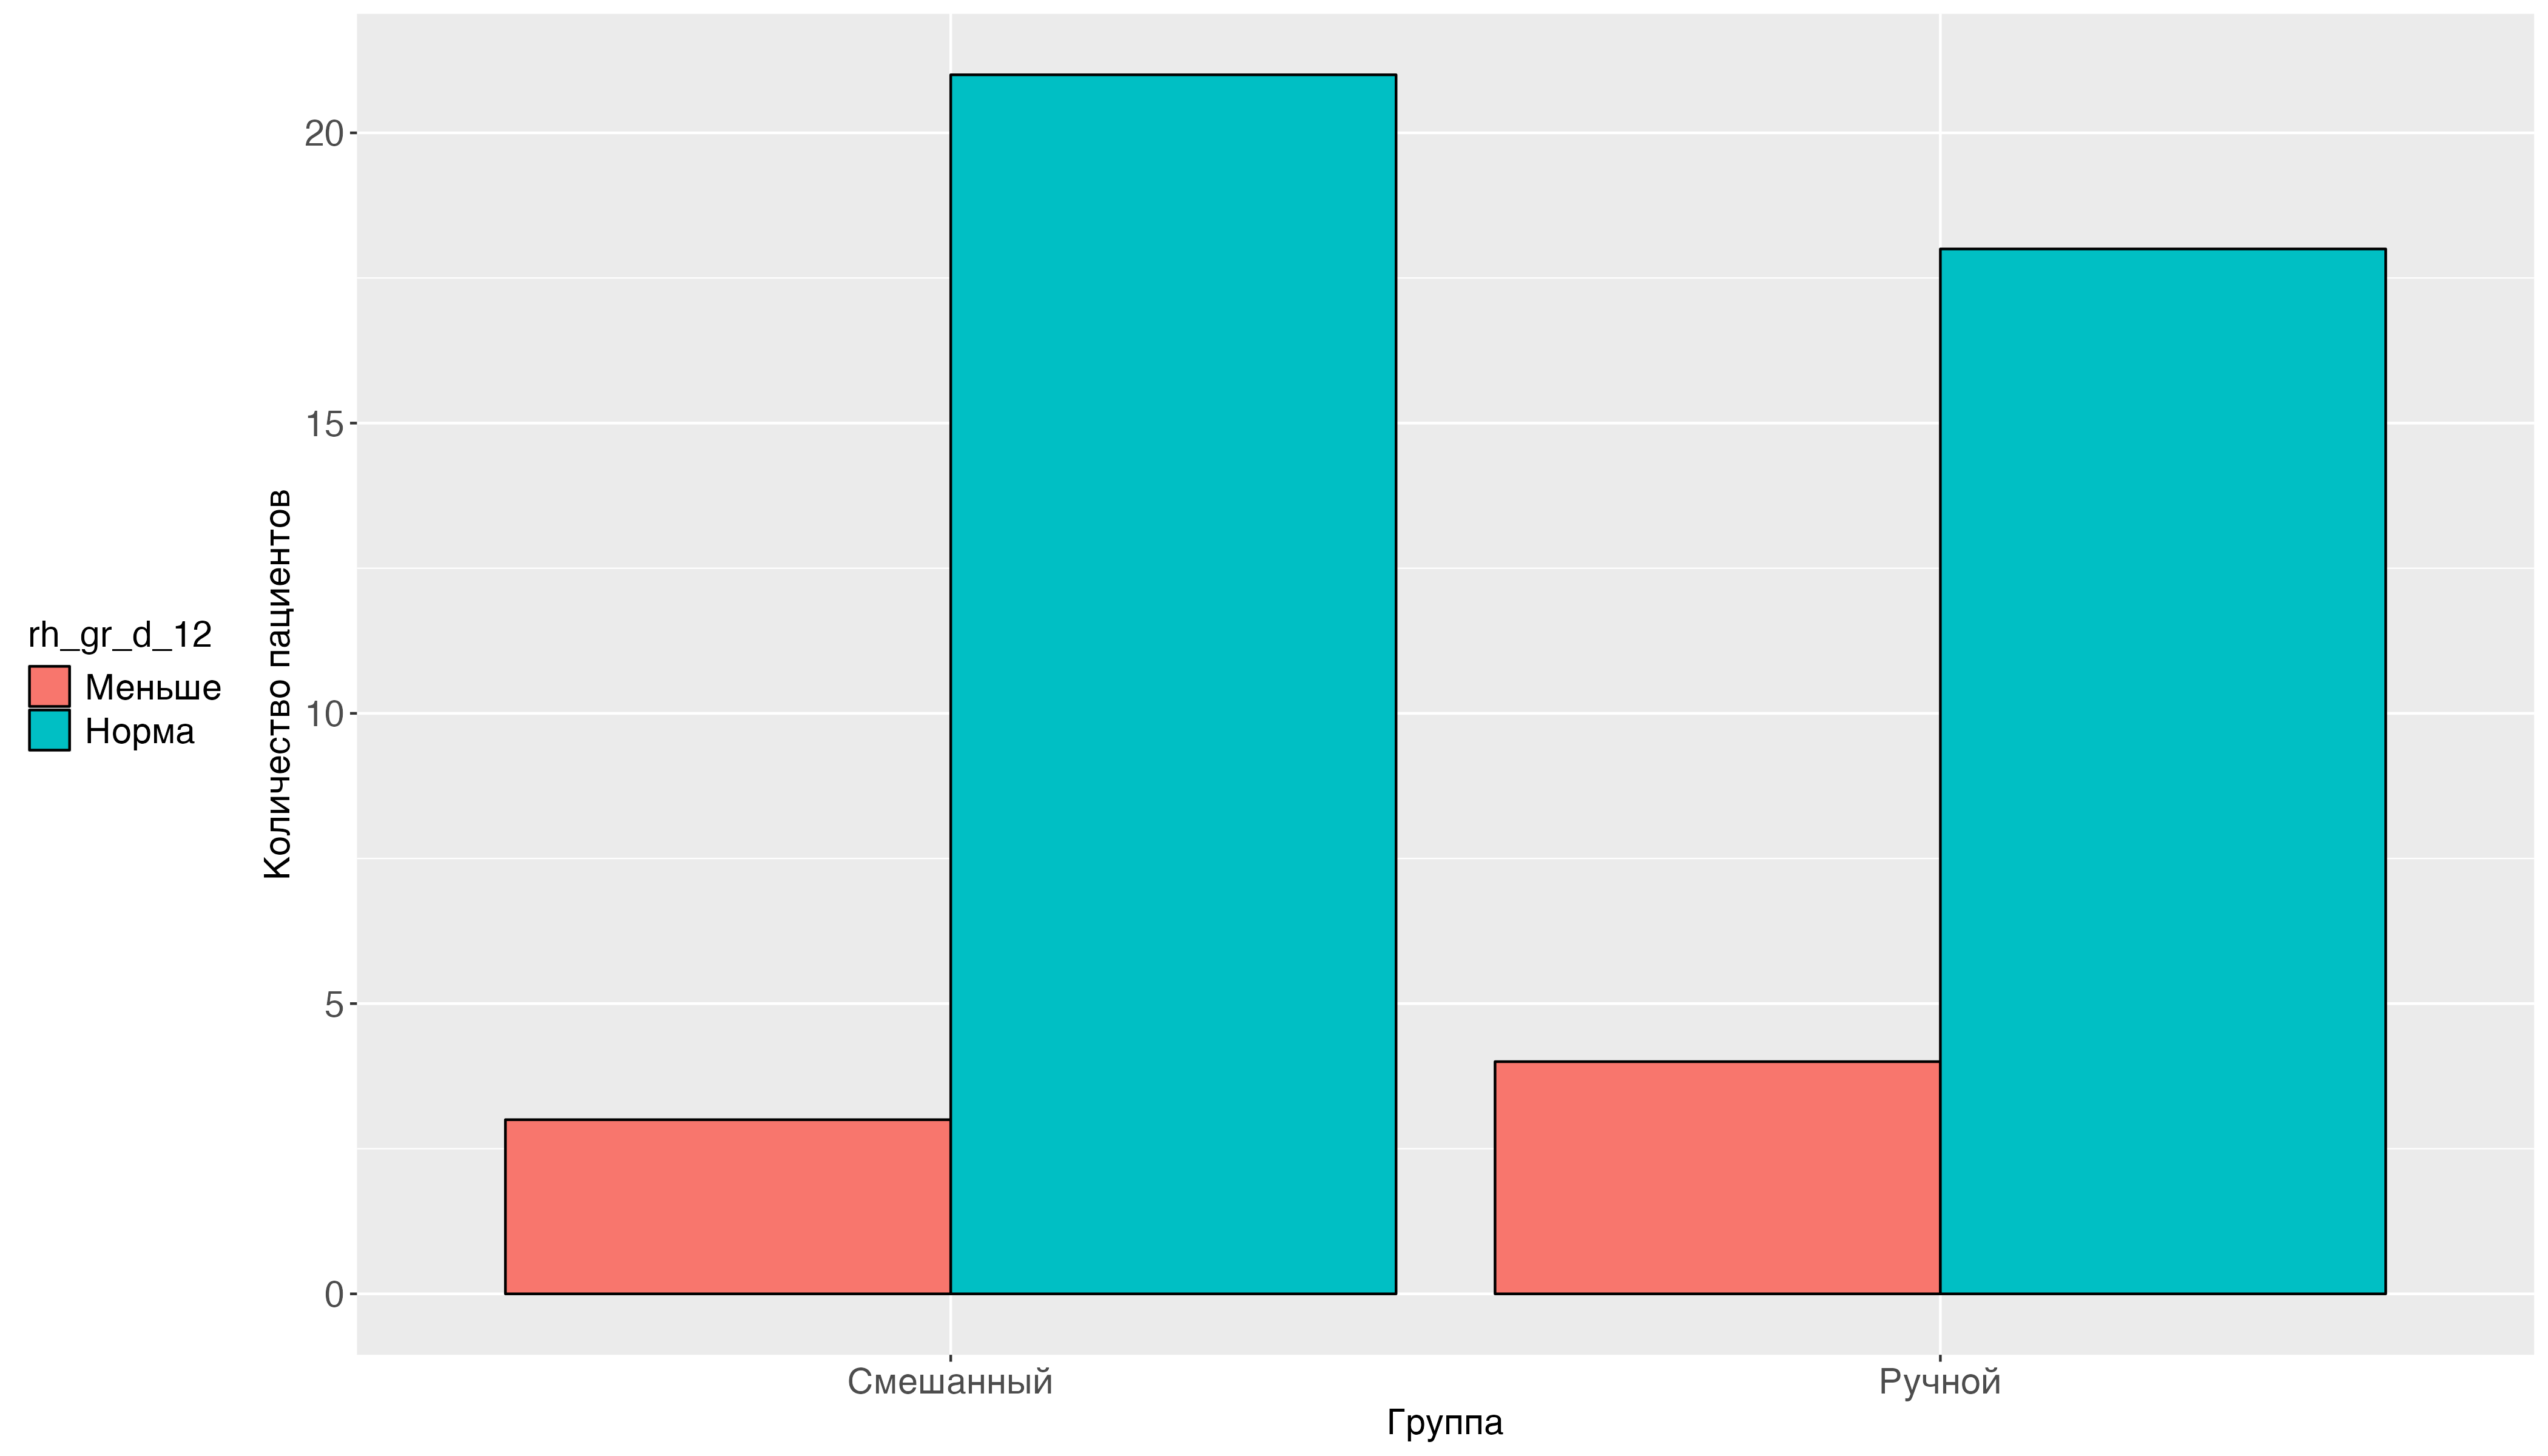 rh_gr_d_12
Меньше
Норма
Количество пациентов
20
15
10
5
0
Смешанный
Ручной
Группа